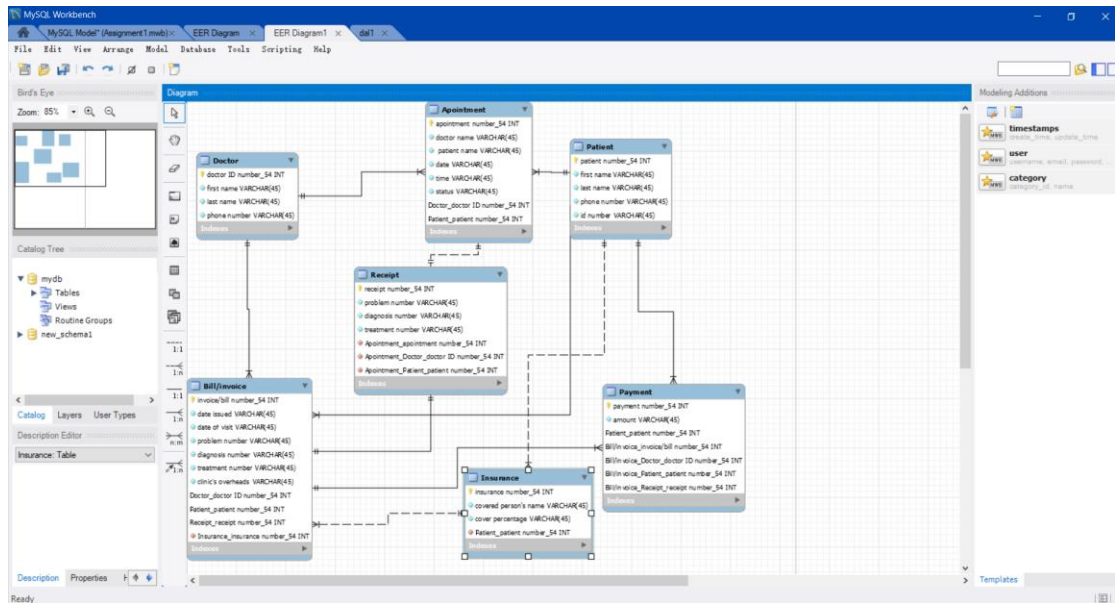 MySQL Workbench
MySQL Model* (Assignment1.mwb) ×
EER Diagram ×
EER Diagram1 ×
dal1 ×
File Edit View Arrange Model Database Tools Scripting Help
Bird's Eye
Zoom: 85%
Catalog Tree
mydb
Tables
Views
Routine Groups
new_schema1
Catalog Layers User Types
Description Editor
Insurance: Table
Description Properties H
Ready
Diagram
1:1
1:n
1:1
1:n
n:m
1:n
Apointment
apointment number_54 INT
doctor name VARCHAR(45)
patient name VARCHAR(45)
date VARCHAR(45)
time VARCHAR(45)
status VARCHAR(45)
Doctor_doctor ID number_54 INT
Patient_patient number_54 INT
Indexes
Doctor
doctor ID number_54 INT
first name VARCHAR(45)
last name VARCHAR(45)
phone number VARCHAR(45)
Indexes
Patient
patient number_54 INT
first name VARCHAR(45)
last name VARCHAR(45)
phone number VARCHAR(45)
id number VARCHAR(45)
Indexes
Receipt
receipt number_54 INT
problem number VARCHAR(45)
diagnosis number VARCHAR(45)
treatment number VARCHAR(45)
Apointment_apointment number_54 INT
Apointment_Doctor_doctor ID number_54 INT
Apointment_Patient_patient number_54 INT
Indexes
Bill/invoice
invoice/bill number_54 INT
date issued VARCHAR(45)
date of visit VARCHAR(45)
problem number VARCHAR(45)
diagnosis number VARCHAR(45)
treatment number VARCHAR(45)
clinic's overheads VARCHAR(45)
Doctor_doctor ID number_54 INT
Patient_patient number_54 INT
Receipt_receipt number_54 INT
Insurance_insurance number_54 INT
Indexes
Payment
payment number_54 INT
amount VARCHAR(45)
Patient_patient number_54 INT
Bill/invoice_invoice/bill number_54 INT
Bill/invoice_Doctor_doctor ID number_54 INT
Bill/invoice_Patient_patient number_54 INT
Bill/invoice_Receipt_receipt number_54 INT
Indexes
Insurance
insurance number_54 INT
covered person's name VARCHAR(45)
cover percentage VARCHAR(45)
Patient_patient number_54 INT
Indexes
Modeling Additions
timestamps
create_time, update_time
user
username, email, password, ...
category
category_id, name
Templates